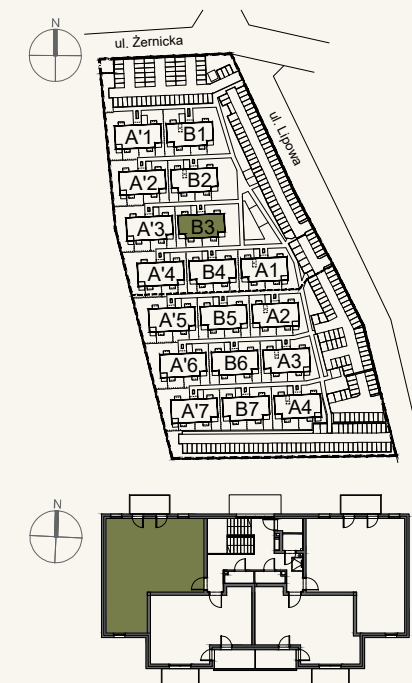 N
ul. Żernicka
ul. Lipowa
A'1 B1
A'2 B2
A'3 B3
A'4 B4 A1
A'5 B5 A2
A'6 B6 A3
A'7 B7 A4
N